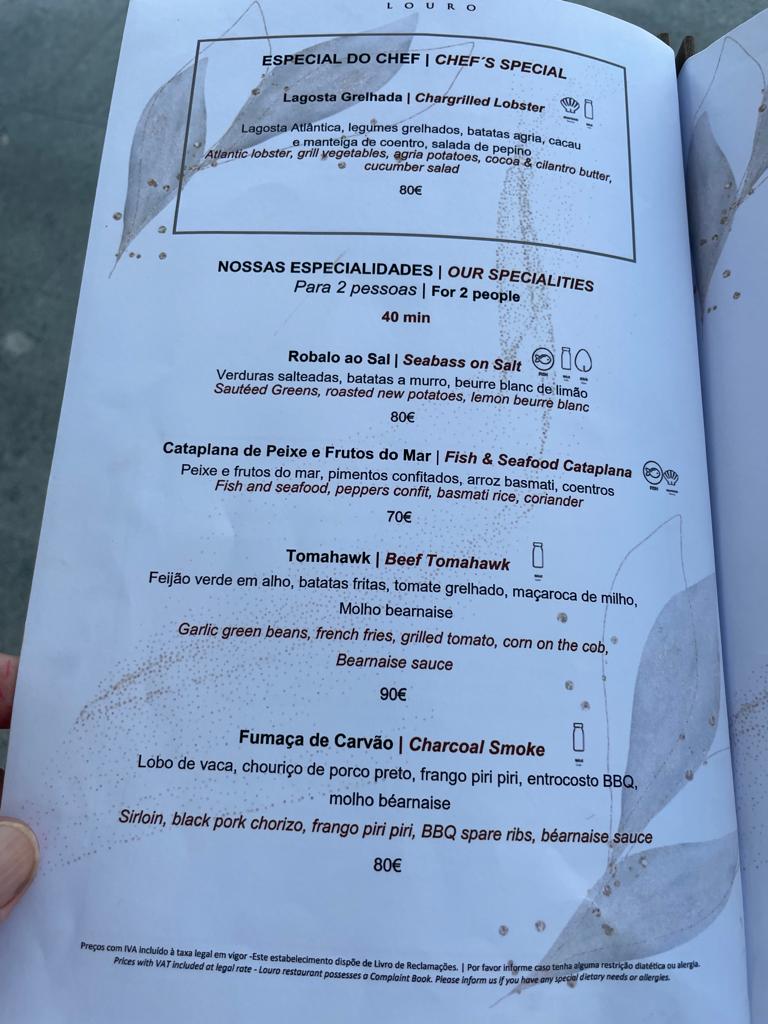 LOURO
ESPECIAL DO CHEF | CHEF´S SPECIAL
Lagosta Grelhada | Chargrilled Lobster
Lagosta Atlântica, legumes grelhados, batatas agria, cacau
e manteiga de coentro, salada de pepino
Atlantic lobster, grill vegetables, agria potatoes, cocoa & cilantro butter,
cucumber salad
80€
NOSSAS ESPECIALIDADES | OUR SPECIALITIES
Para 2 pessoas | For 2 people
40 min
Robalo ao Sal | Seabass on Salt
Verduras salteadas, batatas a murro, beurre blanc de limão
Sautéed Greens, roasted new potatoes, lemon beurre blanc
80€
Cataplana de Peixe e Frutos do Mar | Fish & Seafood Cataplana
Peixe e frutos do mar, pimentos confitados, arroz basmati, coentros
Fish and seafood, peppers confit, basmati rice, coriander
70€
Tomahawk | Beef Tomahawk
Feijão verde em alho, batatas fritas, tomate grelhado, maçaroca de milho,
Molho bearnaise
Garlic green beans, french fries, grilled tomato, corn on the cob,
Bearnaise sauce
90€
Fumaça de Carvão | Charcoal Smoke
Lobo de vaca, chouriço de porco preto, frango piri piri, entrocosto BBQ,
molho béarnaise
Sirloin, black pork chorizo, frango piri piri, BBQ spare ribs, béarnaise sauce
80€
Preços com IVA incluído à taxa legal em vigor -Este estabelecimento dispõe de Livro de Reclamações. | Por favor informe caso tenha alguma restrição diatética ou alergia.
Prices with VAT included at legal rate - Louro restaurant possesses a Complaint Book. Please inform us if you have any special dietary needs or allergies.